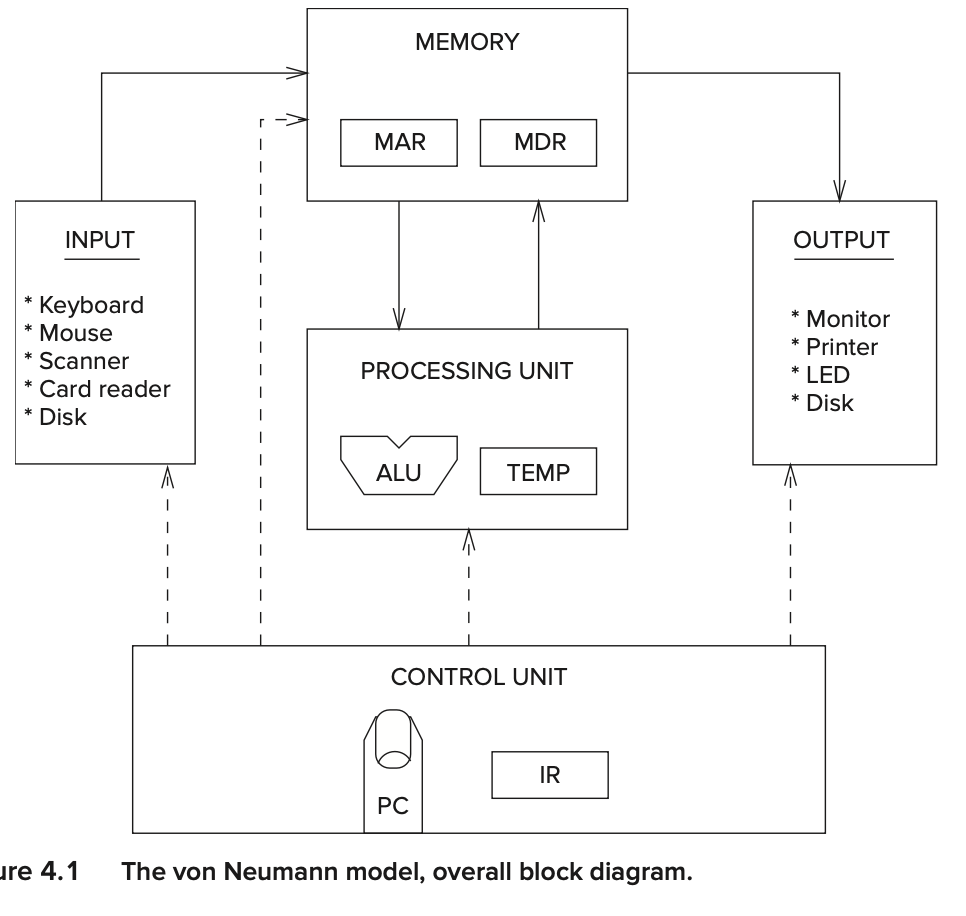 MEMORY
MAR
MDR
INPUT
* Keyboard
* Mouse
* Scanner
* Card reader
* Disk
OUTPUT
* Monitor
* Printer
* LED
* Disk
PROCESSING UNIT
ALU
TEMP
CONTROL UNIT
PC
IR
ure 4.1 The von Neumann model, overall block diagram.